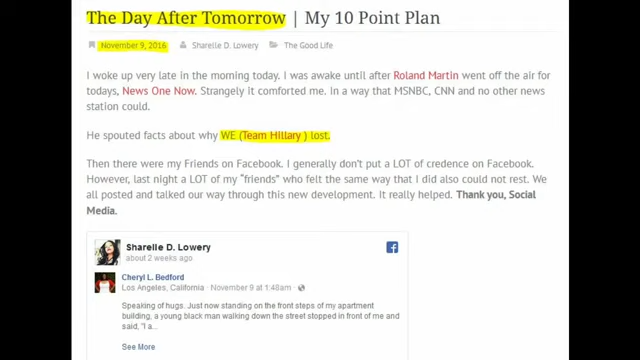 The Day After Tomorrow | My 10 Point Plan
November 9, 2016 Sharelle D. Lowery The Good Life
I woke up very late in the morning today. I was awake until after Roland Martin went off the air for
todays, News One Now. Strangely it comforted me. In a way that MSNBC, CNN and no other news
station could.
He spouted facts about why WE (Team Hillary ) lost.
Then there were my Friends on Facebook. I generally don't put a LOT of credence on Facebook.
However, last night a LOT of my "friends" who felt the same way that I did also could not rest. We
all posted and talked our way through this new development. It really helped. Thank you, Social
Media.
Sharelle D. Lowery
about 2 weeks ago
Cheryl L. Bedford
Los Angeles, California · November 9 at 1:48am ·
Speaking of hugs. Just now standing on the front steps of my apartment
building, a young black man walking down the street stopped in front of me and
said, "I a...
See More